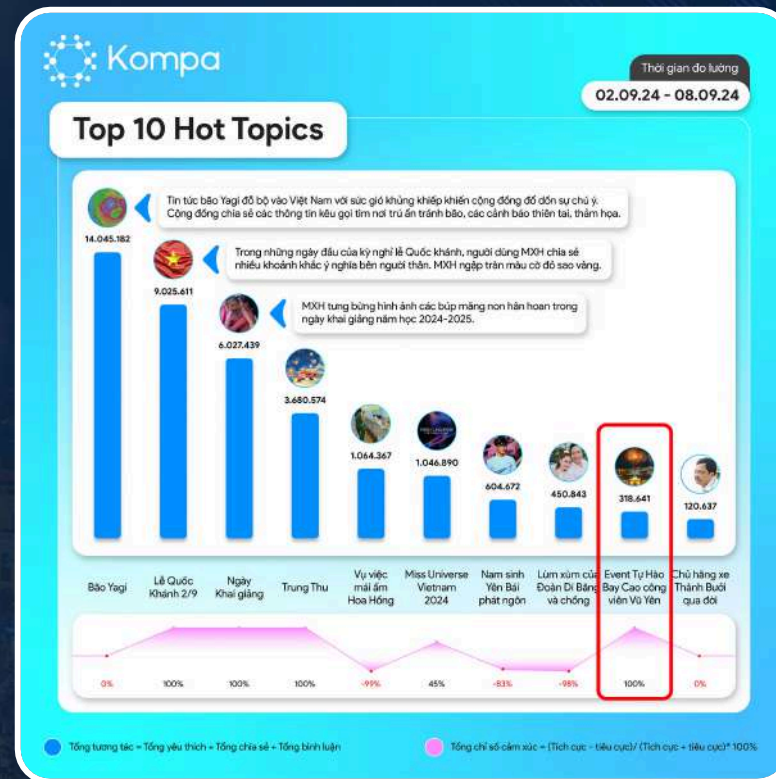 Kompa
Thời gian đo lường
02.09.24 - 08.09.24
Top 10 Hot Topics
Tin tức bão Yagi đổ bộ vào Việt Nam với sức gió khủng khiếp khiến cộng đồng đổ dồn sự chú ý.
Cộng đồng chia sẻ các thông tin kêu gọi tìm nơi trú ẩn tránh bão, các cảnh báo thiên tai, thảm họa.
14.045.182
Trong những ngày đầu của kỳ nghỉ lễ Quốc khánh, người dùng MXH chia sẻ
nhiều khoảnh khắc ý nghĩa bên người thân. MXH ngập tràn màu cờ đỏ sao vàng.
9.025.611
MXH tưng bừng hình ảnh các búp măng non hân hoan trong
ngày khai giảng năm học 2024-2025.
6.027.439
3.680.574
1.064.367
1.046.890
604.672
450.843
318.641
120.637
Bão Yagi
Lễ Quốc
Khánh 2/9
Ngày
Khai giảng
Trung Thu
Vụ việc
mái ấm
Hoa Hồng
Miss Universe
Vietnam
2024
Nam sinh
Yên Bái
phát ngôn
Lùm xùm của
Đoàn Di Băng
và chồng
Event Tự Hào
Bay Cao công
viên Vũ Yên
Chủ hãng xe
Thành Bưởi
qua đời
0%
100%
100%
100%
-99%
45%
-83%
-98%
100%
0%
Tổng tương tác = Tổng yêu thích + Tổng chia sẻ + Tổng bình luận
Tổng chỉ số cảm xúc = (Tích cực - tiêu cực)/ (Tích cực + tiêu cực)* 100%